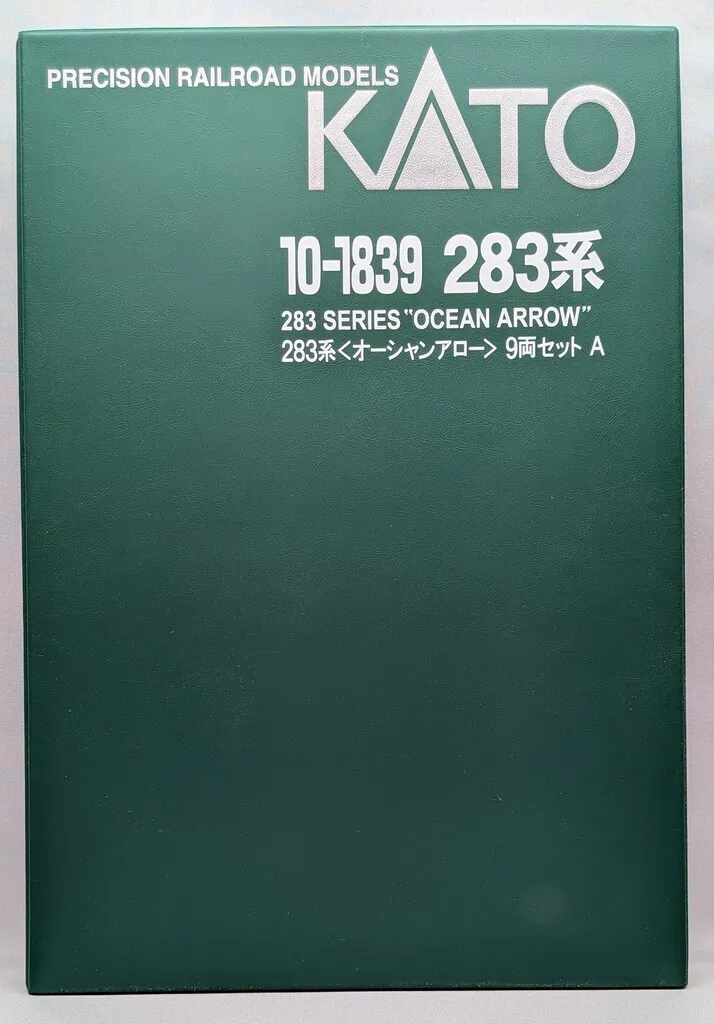 PRECISION RAILROAD MODELS
KATO
10-1839 283系
283 SERIES "OCEAN ARROW"
283系<オーシャンアロー> 9両セット A